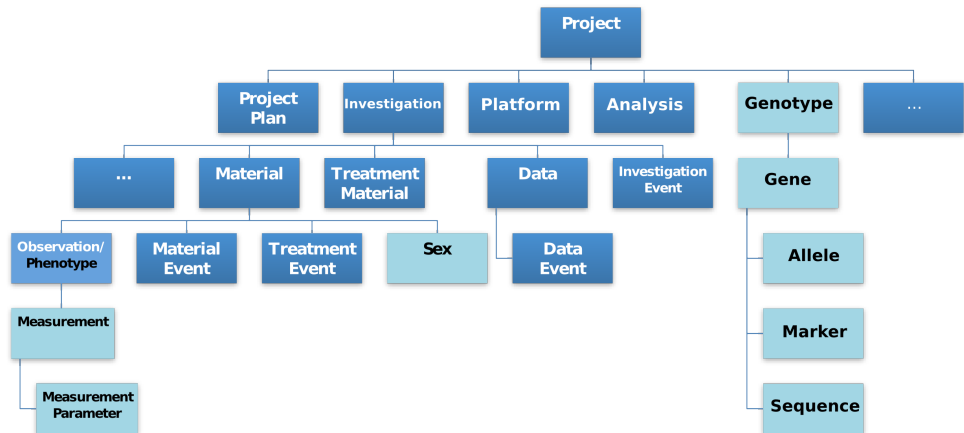 Project
Project
Plan
Investigation
Platform
Analysis
Genotype
...
...
Material
Treatment
Material
Data
Investigation
Event
Gene
Observation/
Phenotype
Material
Event
Treatment
Event
Sex
Data
Event
Allele
Measurement
Marker
Measurement
Parameter
Sequence